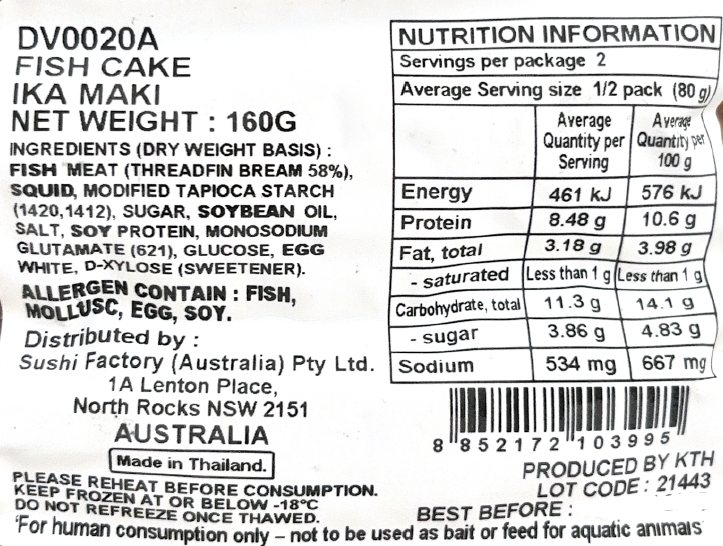 DV0020A
FISH CAKE
IKA MAKI
NET WEIGHT : 160G
INGREDIENTS (DRY WEIGHT BASIS) :
FISH MEAT (THREADFIN BREAM 58%),
SQUID, MODIFIED TAPIOCA STARCH
(1420,1412), SUGAR, SOYBEAN OIL,
SALT, SOY PROTEIN, MONOSODIUM
GLUTAMATE (621), GLUCOSE, EGG
WHITE, D-XYLOSE (SWEETENER).
ALLERGEN CONTAIN : FISH,
MOLLUSC, EGG, SOY.
Distributed by :
Sushi Factory (Australia) Pty Ltd.
1A Lenton Place,
North Rocks NSW 2151
AUSTRALIA
Made in Thailand.
PLEASE REHEAT BEFORE CONSUMPTION.
KEEP FROZEN AT OR BELOW -18°C
DO NOT REFREEZE ONCE THAWED.
NUTRITION INFORMATION
Servings per package 2
Average Serving size 1/2 pack (80 g)
Average Quantity per Serving
Average Quantity per 100 g
Energy 461 kJ 576 kJ
Protein 8.48 g 10.6 g
Fat, total 3.18 g 3.98 g
- saturated Less than 1 g Less than 1 g
Carbohydrate, total 11.3 g 14.1 g
- sugar 3.86 g 4.83 g
Sodium 534 mg 667 mg
8 852172 103995
PRODUCED BY KTH
LOT CODE : 21443
BEST BEFORE :
"For human consumption only – not to be used as bait or feed for aquatic animals"